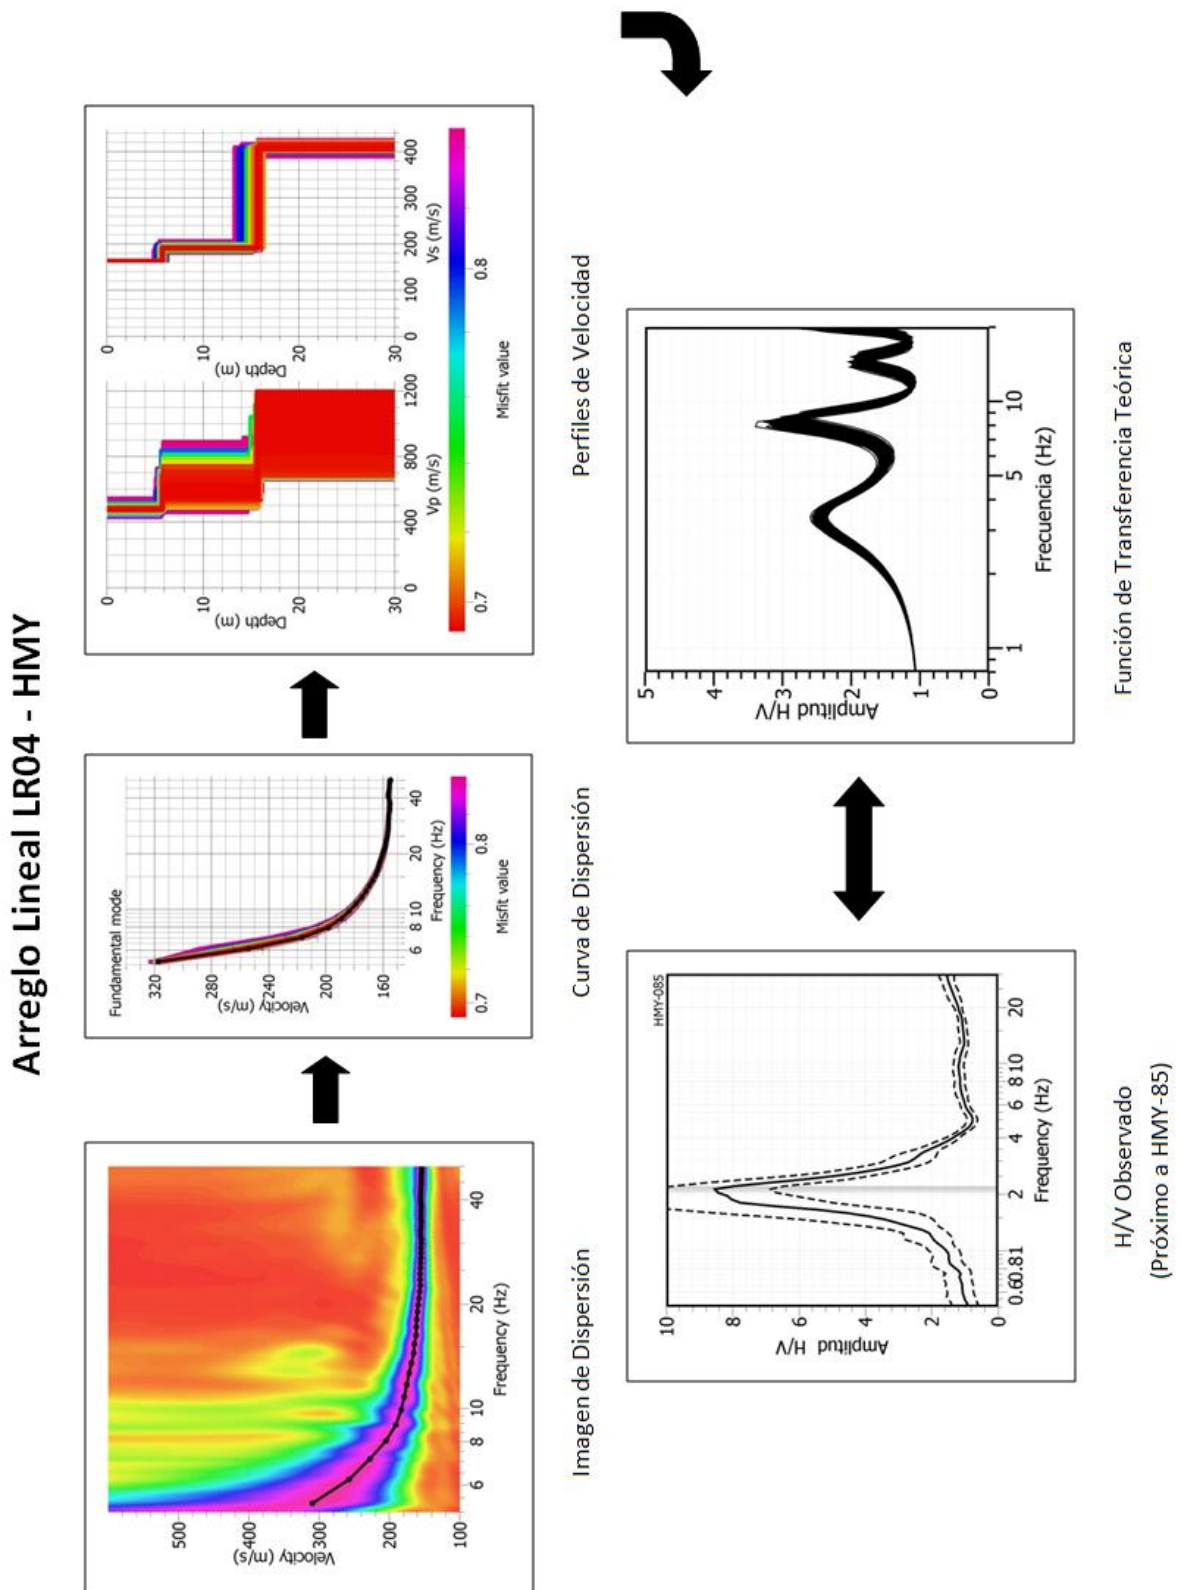 Arreglo Lineal LR04 - HMY
500
400
300
200
100
Velocity (m/s)
6
8
10
20
40
Frequency (Hz)
Imagen de Dispersión
Fundamental mode
320
280
240
200
160
Velocity (m/s)
6
8
10
20
40
Frequency (Hz)
0.7
0.8
Misfit value
Curva de Dispersión
0
10
20
30
Depth (m)
0
400
800
1200
Vp (m/s)
0
10
20
30
Depth (m)
0
100
200
300
400
Vs (m/s)
0.7
0.8
Misfit value
Perfiles de Velocidad
HMY-085
10
8
6
4
2
0
Amplitud H/V
0.60.81
2
4
6
8
10
20
Frequency (Hz)
H/V Observado
(Próximo a HMY-85)
5
4
3
2
1
0
Amplitud H/V
1
5
10
Frecuencia (Hz)
Función de Transferencia Teórica